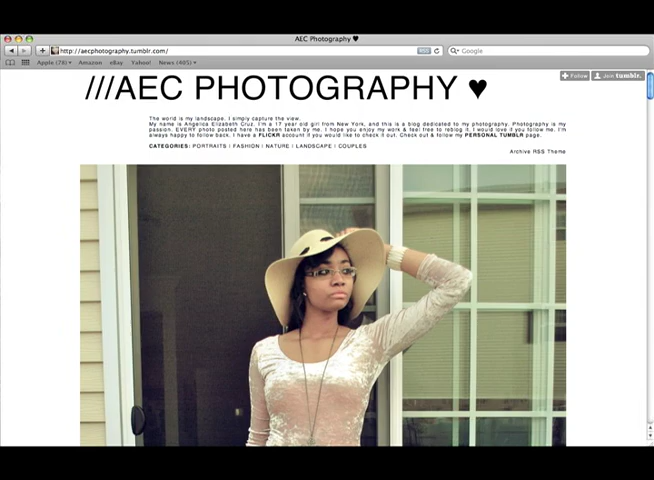 AEC Photography ♥
http://aecphotography.tumblr.com/
RSS
Google
Apple (78) Amazon eBay Yahoo! News (405)
///AEC PHOTOGRAPHY ♥
+ Follow Join tumblr.
The world is my landscape. I simply capture the view.
My name is Angelica Elizabeth Cruz, I'm a 17 year old girl from New York, and this is a blog dedicated to my photography. Photography is my
passion. EVERY photo posted here has been taken by me. I hope you enjoy my work & feel free to reblog it. I would love if you follow me. I'm
always happy to follow back. I have a FLICKR account if you would like to check it out. Check out & follow my PERSONAL TUMBLR page.
CATEGORIES: PORTRAITS | FASHION | NATURE | LANDSCAPE | COUPLES
Archive RSS Theme